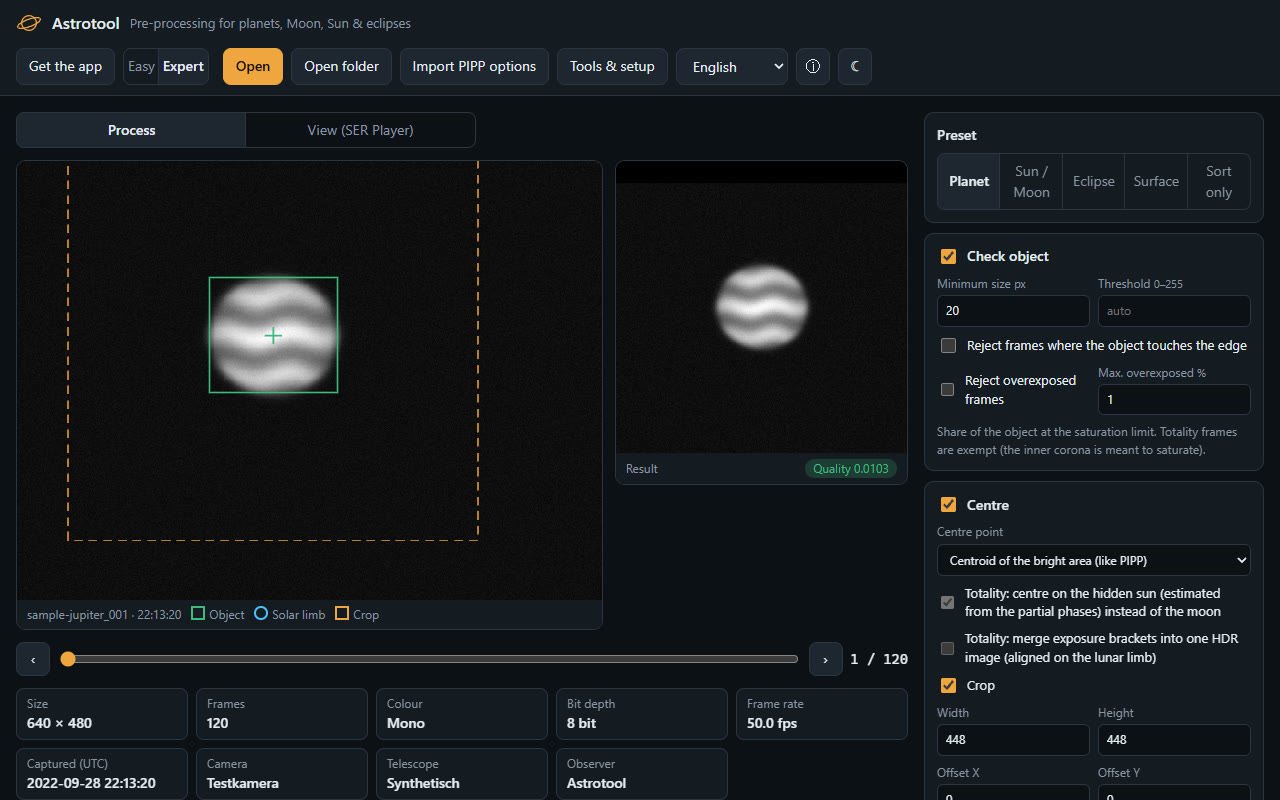 Astrotool Pre-processing for planets, Moon, Sun & eclipses
Get the app Easy Expert Open Open folder Import PIPP options Tools & setup English
Process View (SER Player)
sample-jupiter_001 · 22:13:20 Object Solar limb Crop
Result Quality 0.0103
‹ › 1 / 120
Size
640 × 480
Frames
120
Colour
Mono
Bit depth
8 bit
Frame rate
50.0 fps
Captured (UTC)
2022-09-28 22:13:20
Camera
Testkamera
Telescope
Synthetisch
Observer
Astrotool
Preset
Planet
Sun /
Moon
Eclipse
Surface
Sort
only
Check object
Minimum size px Threshold 0–255
20 auto
Reject frames where the object touches the edge
Reject overexposed
frames
Max. overexposed %
1
Share of the object at the saturation limit. Totality frames
are exempt (the inner corona is meant to saturate).
Centre
Centre point
Centroid of the bright area (like PIPP)
Totality: centre on the hidden sun (estimated
from the partial phases) instead of the moon
Totality: merge exposure brackets into one HDR
image (aligned on the lunar limb)
Crop
Width Height
448 448
Offset X Offset Y
0 0